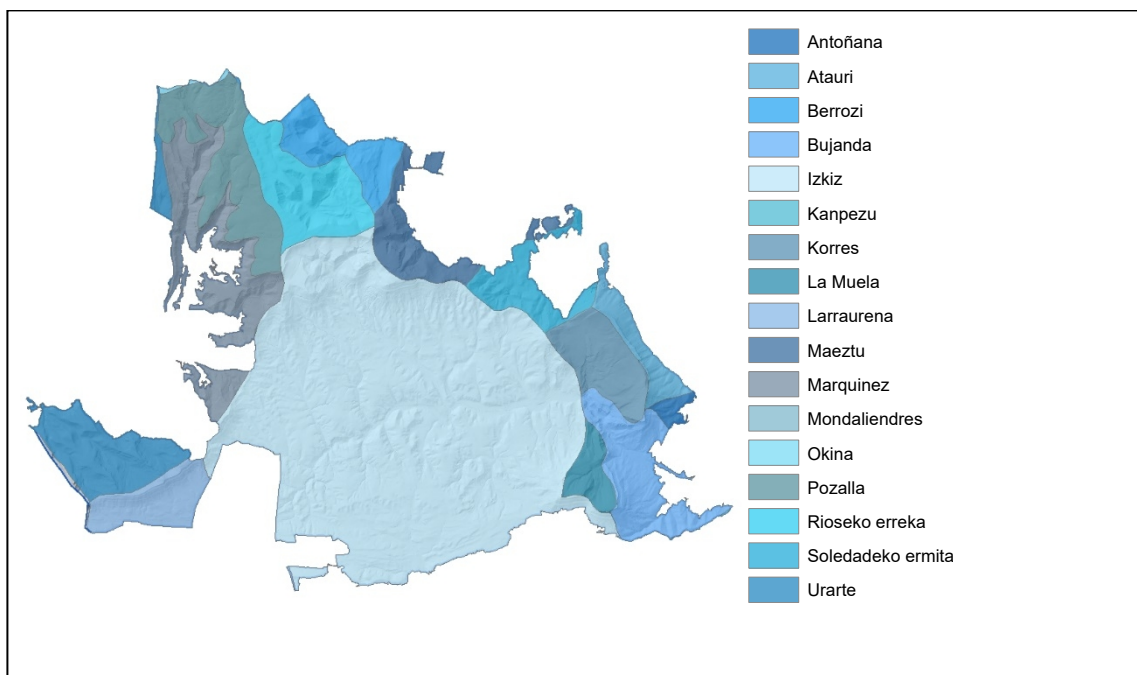 Antoñana
Atauri
Berrozi
Bujanda
Izkiz
Kanpezu
Korres
La Muela
Larraurena
Maeztu
Marquinez
Mondaliendres
Okina
Pozalla
Rioseko erreka
Soledadeko ermita
Urarte